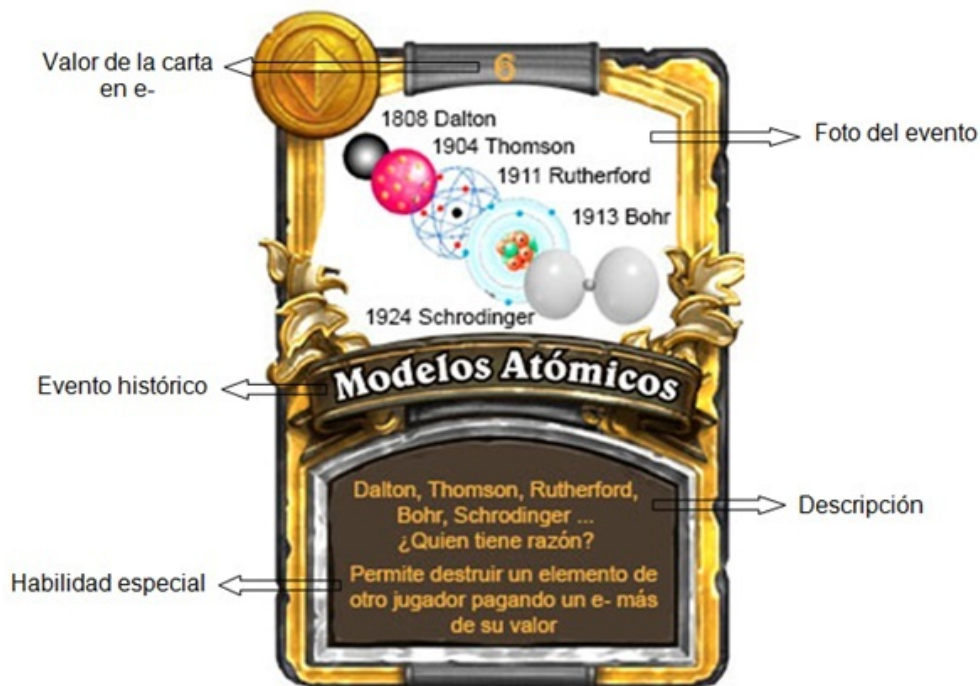 Valor de la carta
en e-
6
Foto del evento
1808 Dalton
1904 Thomson
1911 Rutherford
1913 Bohr
1924 Schrodinger
Evento histórico
Modelos Atómicos
Dalton, Thomson, Rutherford,
Bohr, Schrodinger ...
¿Quien tiene razón?
Descripción
Habilidad especial
Permite destruir un elemento de
otro jugador pagando un e- más
de su valor